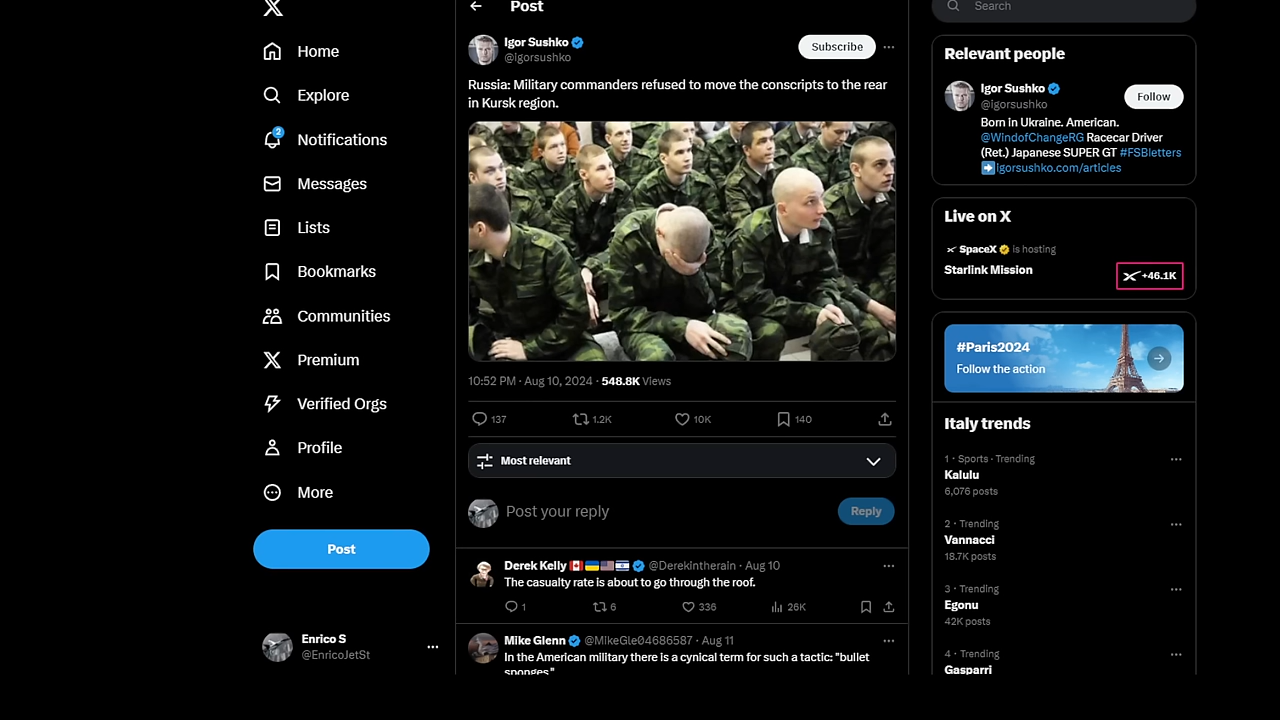 Home
Explore
2
Notifications
Messages
Lists
Bookmarks
Communities
Premium
Verified Orgs
Profile
More
Post
Enrico S
@EnricoJetSt
Post
Igor Sushko
@igorsushko
Subscribe
Russia: Military commanders refused to move the conscripts to the rear
in Kursk region.
10:52 PM · Aug 10, 2024 · 548.8K Views
137 1.2K 10K 140
Most relevant
Post your reply
Reply
Derek Kelly @Derekintherain · Aug 10
The casualty rate is about to go through the roof.
1 6 336 26K
Mike Glenn @MikeGle04686587 · Aug 11
In the American military there is a cynical term for such a tactic: "bullet
sponges"
Search
Relevant people
Igor Sushko
@igorsushko
Follow
Born in Ukraine. American.
@WindofChangeRG Racecar Driver
(Ret.) Japanese SUPER GT #FSBletters
➡️igorsushko.com/articles
Live on X
SpaceX is hosting
Starlink Mission
+46.1K
#Paris2024
Follow the action
Italy trends
1 · Sports · Trending
Kalulu
6,076 posts
2 · Trending
Vannacci
18.7K posts
3 · Trending
Egonu
42K posts
4 · Trending
Gasparri